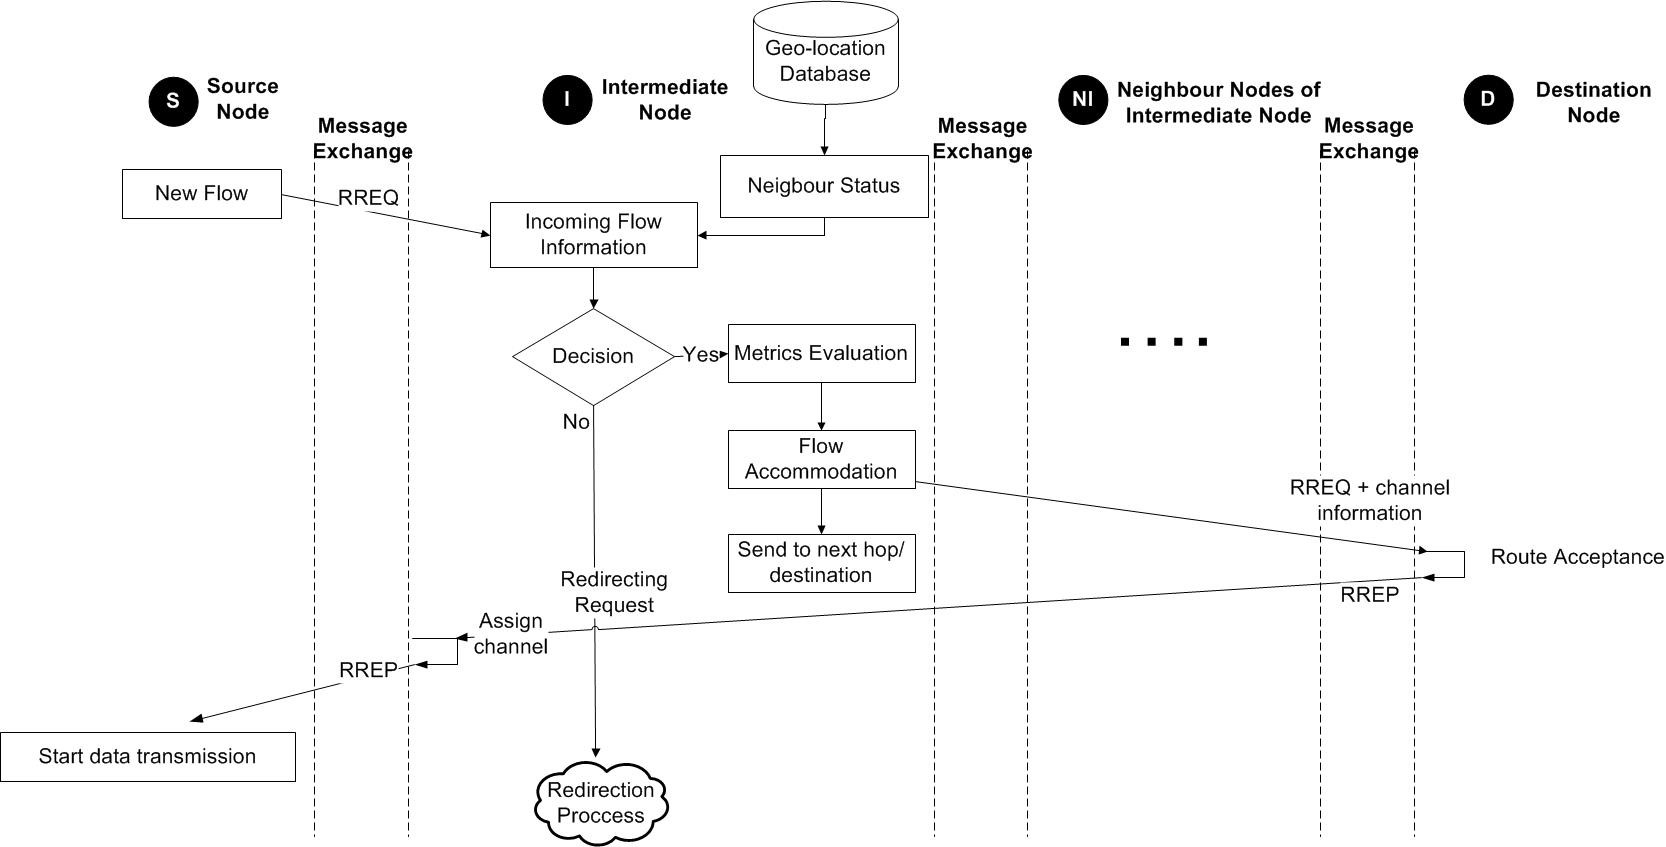 Geo-location
Database
S
Source
Node
I
Intermediate
Node
NI
Neighbour Nodes of
Intermediate Node
D
Destination
Node
Message
Exchange
Message
Exchange
Message
Exchange
New Flow
RREQ
Neigbour Status
Incoming Flow
Information
Decision
Yes
Metrics Evaluation
No
Flow
Accommodation
RREQ + channel
information
Send to next hop/
destination
Route Acceptance
Redirecting
Request
RREP
Assign
channel
RREP
Start data transmission
Redirection
Proccess